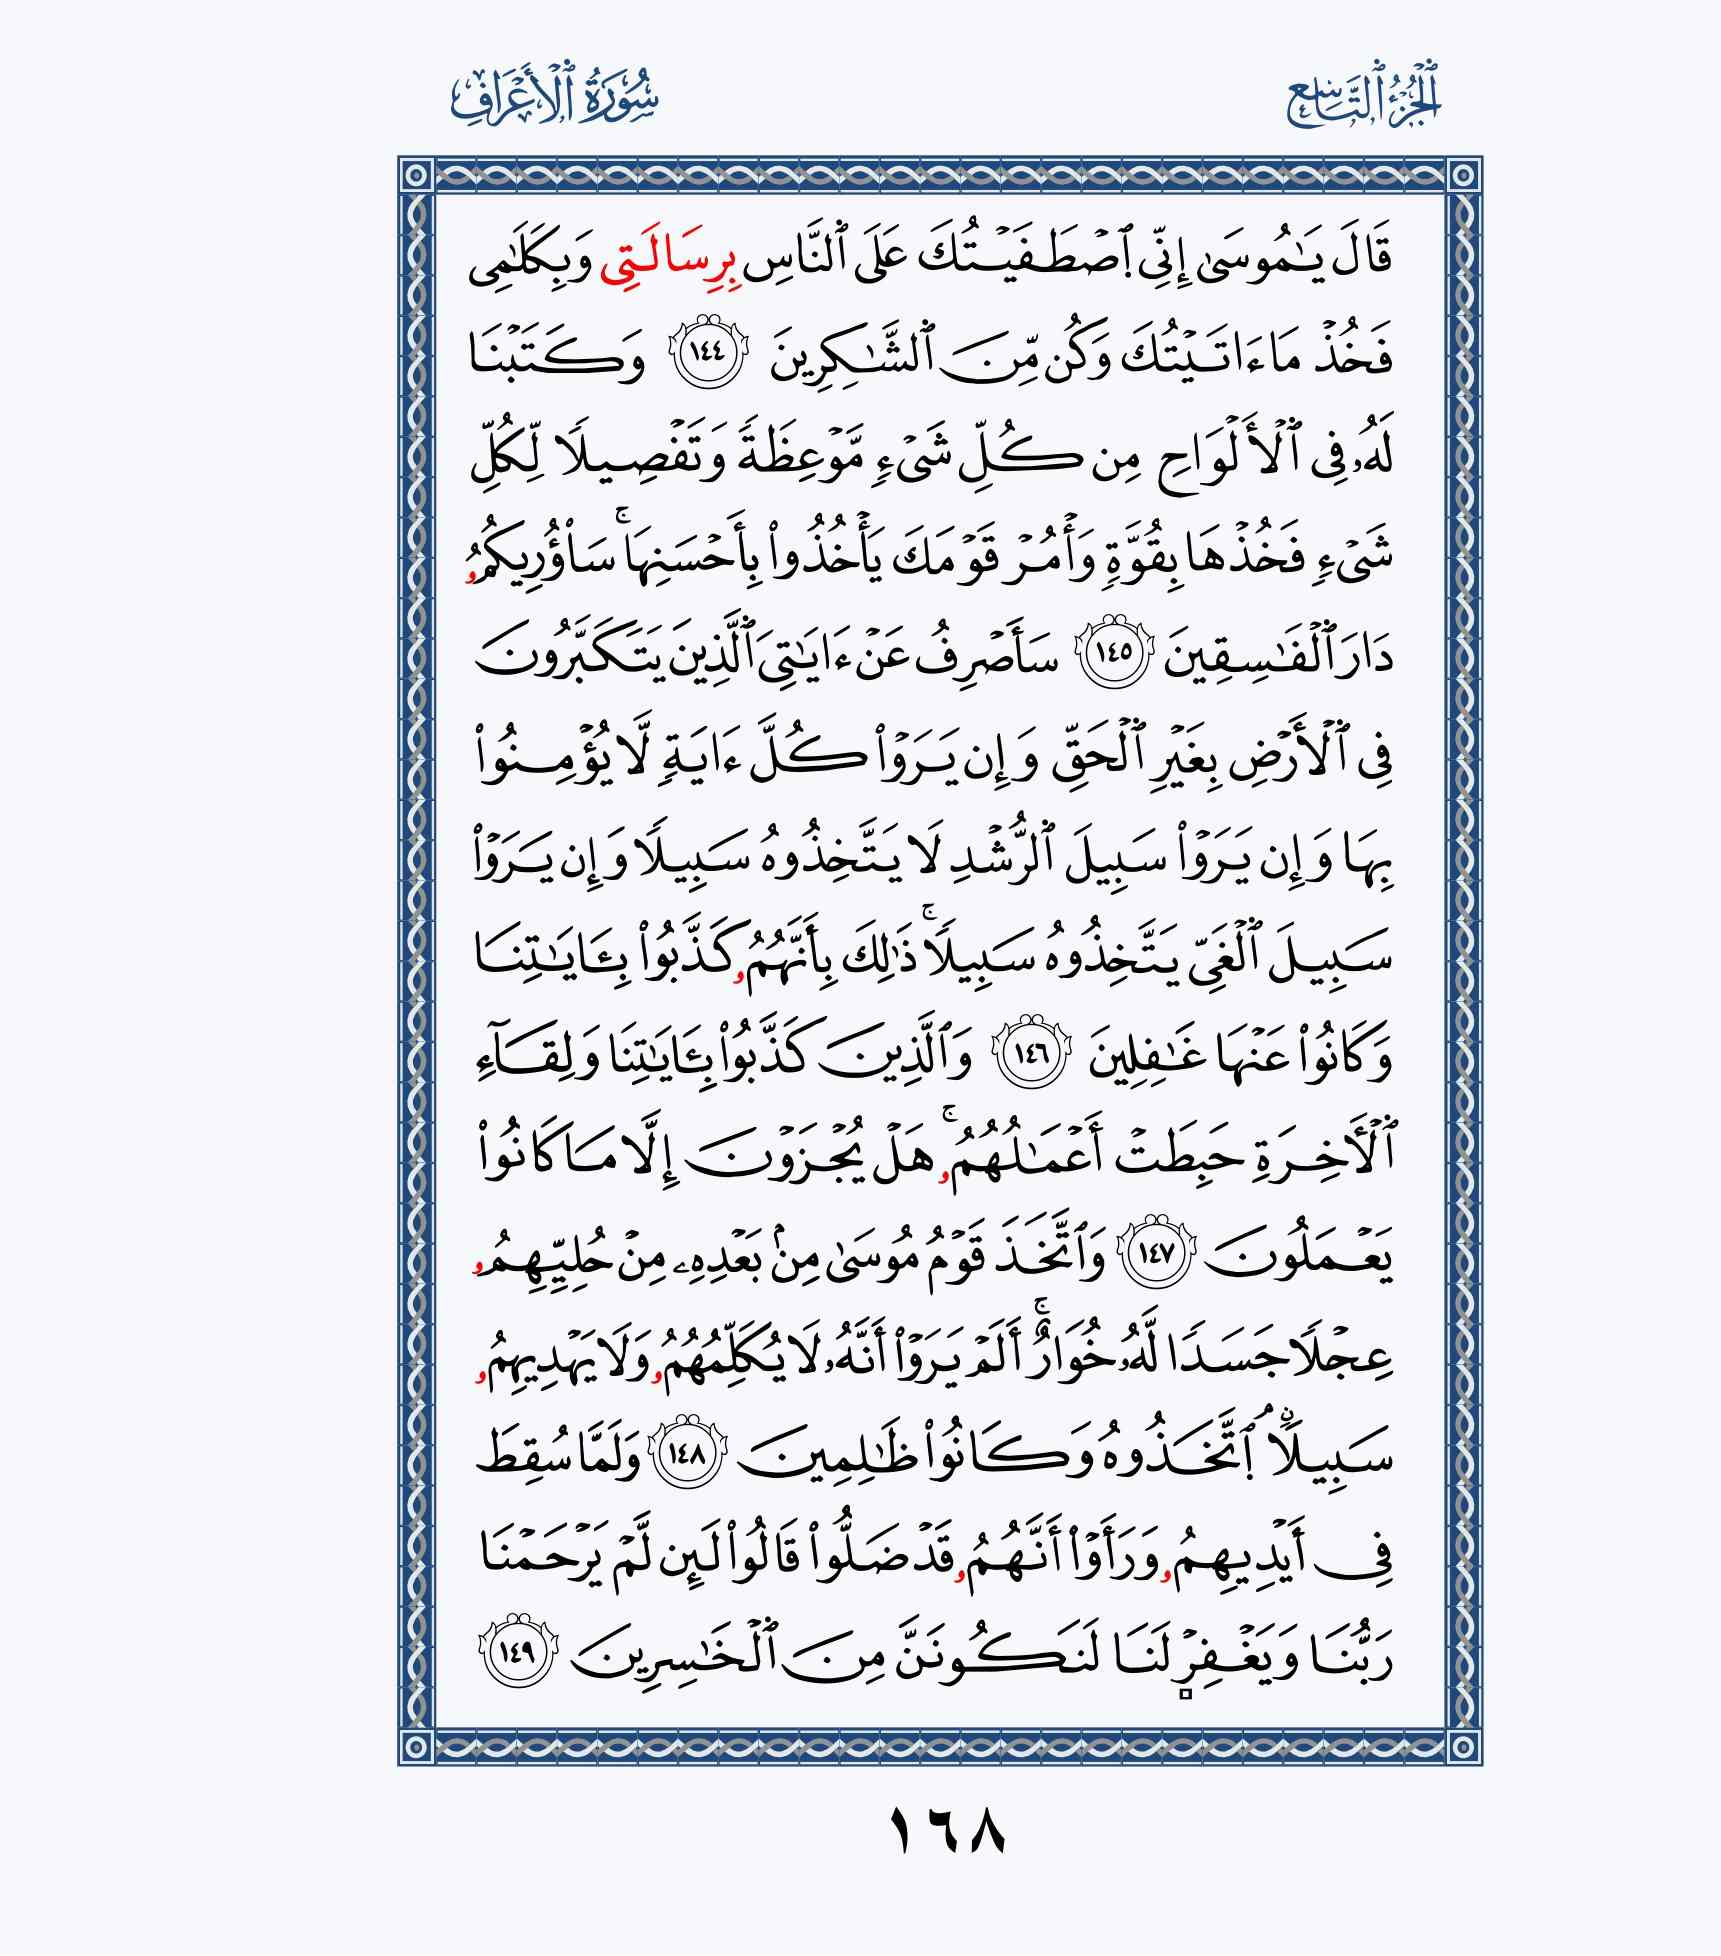 الجُزْءُ ٱلتَّاسِع
سُورَةُ ٱلْأَعْرَافِ
قَالَ يَـٰمُوسَىٰ إِنِّى ٱصْطَفَيْتُكَ عَلَى ٱلنَّاسِ بِرِسَالَتِى وَبِكَلَـٰمِى
فَخُذْ مَا ءَاتَيْتُكَ وَكُن مِّنَ ٱلشَّـٰكِرِينَ ١٤٤ وَكَتَبْنَا
لَهُۥ فِى ٱلْأَلْوَاحِ مِن كُلِّ شَىْءٍ مَّوْعِظَةً وَتَفْصِيلًا لِّكُلِّ
شَىْءٍ فَخُذْهَا بِقُوَّةٍ وَأْمُرْ قَوْمَكَ يَأْخُذُوا۟ بِأَحْسَنِهَا ۚ سَأُو۟رِيكُمُۥ
دَارَ ٱلْفَـٰسِقِينَ ١٤٥ سَأَصْرِفُ عَنْ ءَايَـٰتِىَ ٱلَّذِينَ يَتَكَبَّرُونَ
فِى ٱلْأَرْضِ بِغَيْرِ ٱلْحَقِّ وَإِن يَرَوْا۟ كُلَّ ءَايَةٍ لَّا يُؤْمِنُوا۟
بِهَا وَإِن يَرَوْا۟ سَبِيلَ ٱلرُّشْدِ لَا يَتَّخِذُوهُ سَبِيلًا وَإِن يَرَوْا۟
سَبِيلَ ٱلْغَىِّ يَتَّخِذُوهُ سَبِيلًا ۚ ذَٰلِكَ بِأَنَّهُمُۥ كَذَّبُوا۟ بِـَٔايَـٰتِنَا
وَكَانُوا۟ عَنْهَا غَـٰفِلِينَ ١٤٦ وَٱلَّذِينَ كَذَّبُوا۟ بِـَٔايَـٰتِنَا وَلِقَآءِ
ٱلْـَٔاخِرَةِ حَبِطَتْ أَعْمَـٰلُهُمُۥ ۚ هَلْ يُجْزَوْنَ إِلَّا مَا كَانُوا۟
يَعْمَلُونَ ١٤٧ وَٱتَّخَذَ قَوْمُ مُوسَىٰ مِنۢ بَعْدِهِۦ مِنْ حُلِيِّهِمُۥ
عِجْلًا جَسَدًا لَّهُۥ خُوَارٌ ۚ أَلَمْ يَرَوْا۟ أَنَّهُۥ لَا يُكَلِّمُهُمُۥ وَلَا يَهْدِيهِمُۥ
سَبِيلًا ۘ ٱتَّخَذُوهُ وَكَانُوا۟ ظَـٰلِمِينَ ١٤٨ وَلَمَّا سُقِطَ
فِى أَيْدِيهِمُۥ وَرَأَوْا۟ أَنَّهُمُۥ قَدْ ضَلُّوا۟ قَالُوا۟ لَئِن لَّمْ يَرْحَمْنَا
رَبُّنَا وَيَغْفِرْ لَنَا لَنَكُونَنَّ مِنَ ٱلْخَـٰسِرِينَ ١٤٩
١٦٨